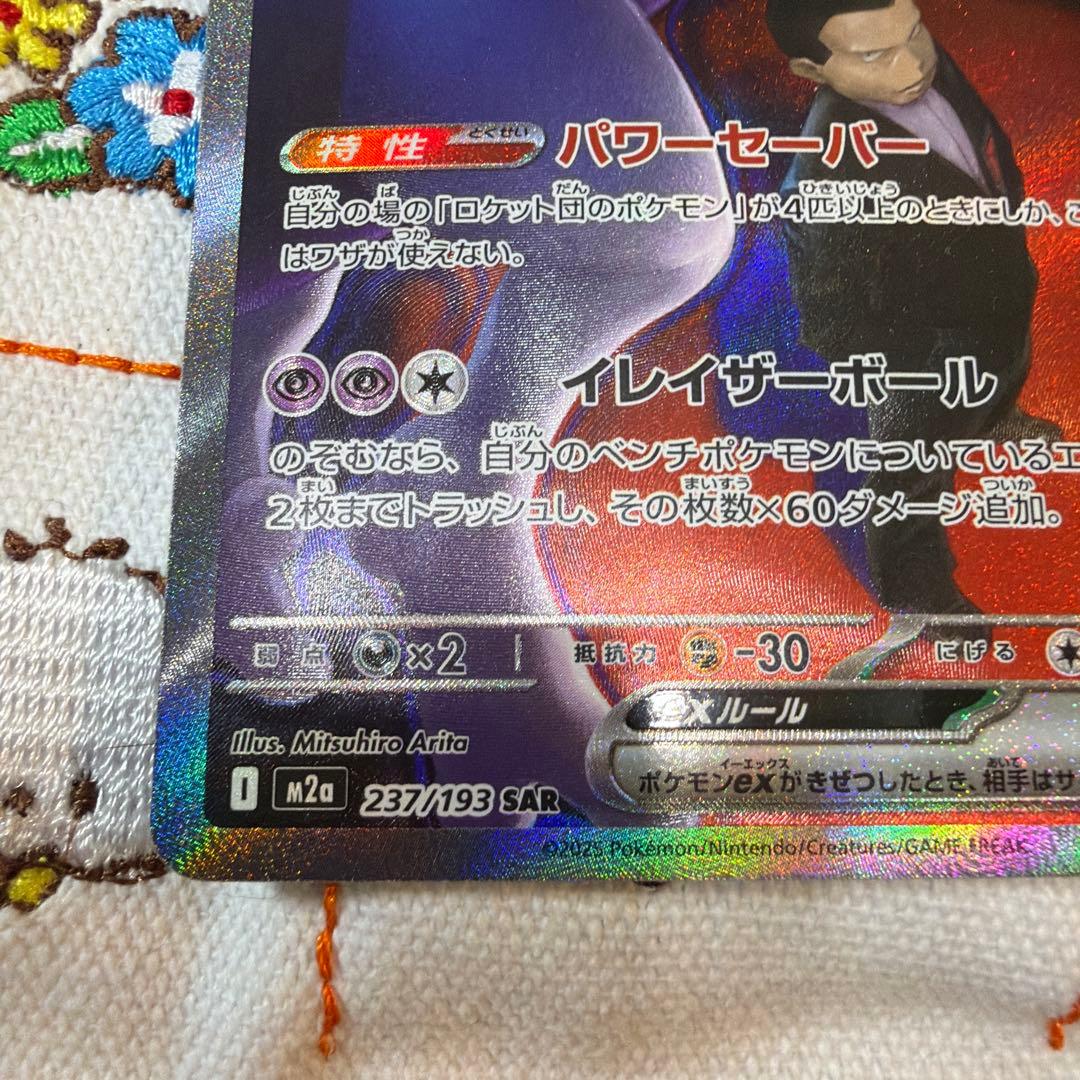 特性 とくせい パワーセーバー
じぶん ば だん ひきいじょう
自分の場の「ロケット団のポケモン」が4匹以上のときにしか、こ
つか
はワザが使えない。
イレイザーボール
じぶん
のぞむなら、自分のベンチポケモンについているエ
まい まいすう ついか
2枚までトラッシュし、その枚数×60ダメージ追加。
弱点 ×2 抵抗力 -30 にげる
ex ルール
Illus. Mitsuhiro Arita
イーエックス あいて
ポケモンexがきぜつしたとき、相手はサ
I m2a 237/193 SAR
©2025 Pokémon/Nintendo/Creatures/GAME FREAK